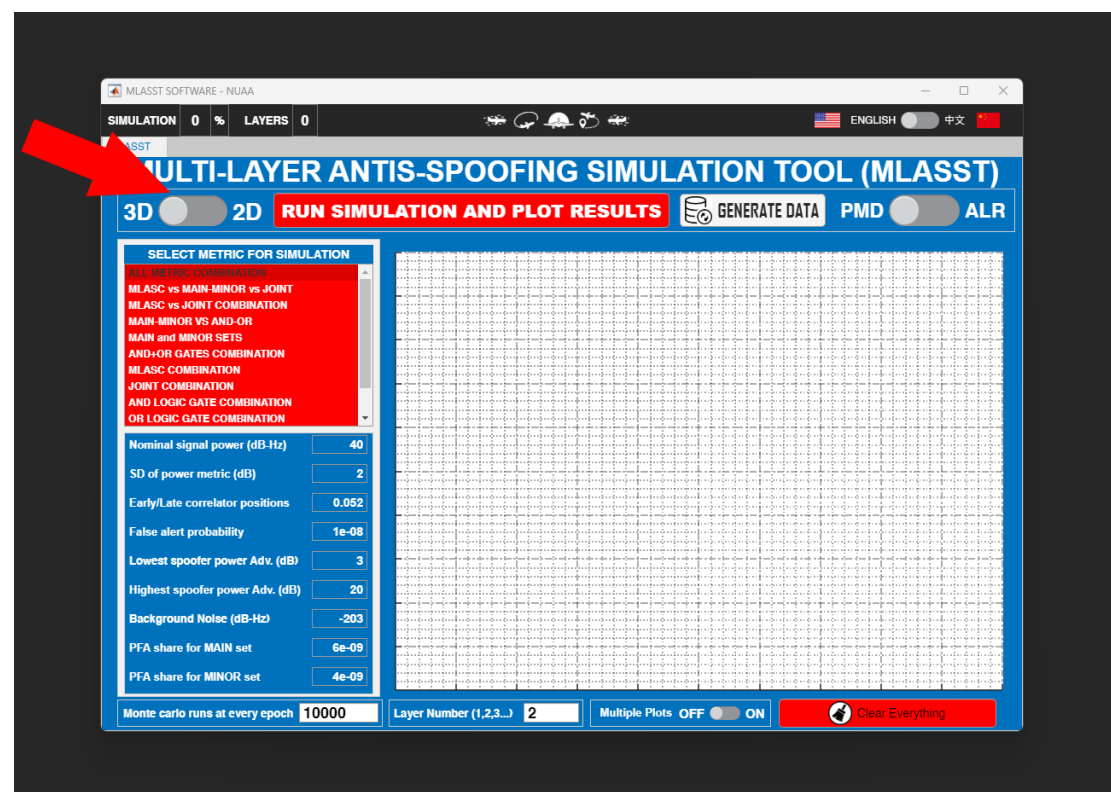 MLASST SOFTWARE - NUAA
SIMULATION 0 % LAYERS 0 ENGLISH 中文
ASST
MULTI-LAYER ANTIS-SPOOFING SIMULATION TOOL (MLASST)
3D 2D RUN SIMULATION AND PLOT RESULTS GENERATE DATA PMD ALR
SELECT METRIC FOR SIMULATION
ALL METRIC COMBINATION
MLASC vs MAIN-MINOR vs JOINT
MLASC vs JOINT COMBINATION
MAIN-MINOR VS AND-OR
MAIN and MINOR SETS
AND+OR GATES COMBINATION
MLASC COMBINATION
JOINT COMBINATION
AND LOGIC GATE COMBINATION
OR LOGIC GATE COMBINATION
Nominal signal power (dB-Hz) 40
SD of power metric (dB) 2
Early/Late correlator positions 0.052
False alert probability 1e-08
Lowest spoofer power Adv. (dB) 3
Highest spoofer power Adv. (dB) 20
Background Noise (dB-Hz) -203
PFA share for MAIN set 6e-09
PFA share for MINOR set 4e-09
Monte carlo runs at every epoch 10000 Layer Number (1,2,3...) 2 Multiple Plots OFF ON Clear Everything